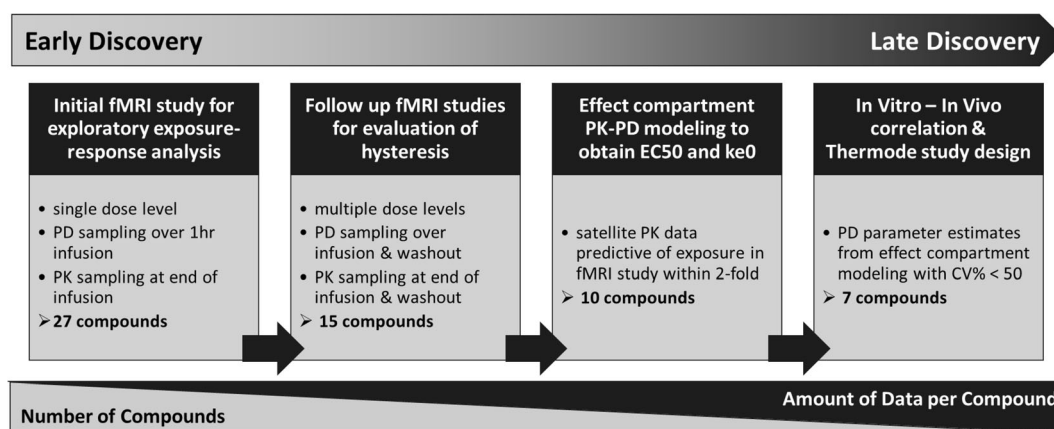 Early Discovery
Late Discovery
Initial fMRI study for
exploratory exposure-
response analysis
• single dose level
• PD sampling over 1hr
infusion
• PK sampling at end of
infusion
➢ 27 compounds
Follow up fMRI studies
for evaluation of
hysteresis
• multiple dose levels
• PD sampling over
infusion & washout
• PK sampling at end of
infusion & washout
➢ 15 compounds
Effect compartment
PK-PD modeling to
obtain EC50 and ke0
• satellite PK data
predictive of exposure in
fMRI study within 2-fold
➢ 10 compounds
In Vitro – In Vivo
correlation &
Thermode study design
• PD parameter estimates
from effect compartment
modeling with CV% < 50
➢ 7 compounds
Amount of Data per Compound
Number of Compounds